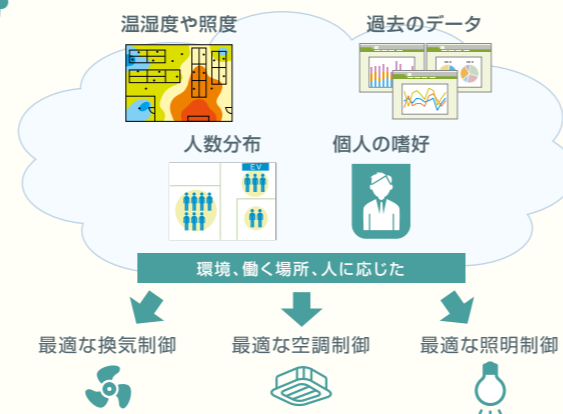 温湿度や照度
過去のデータ
人数分布
個人の嗜好
EV
環境、働く場所、人に応じた
最適な換気制御
最適な空調制御
最適な照明制御